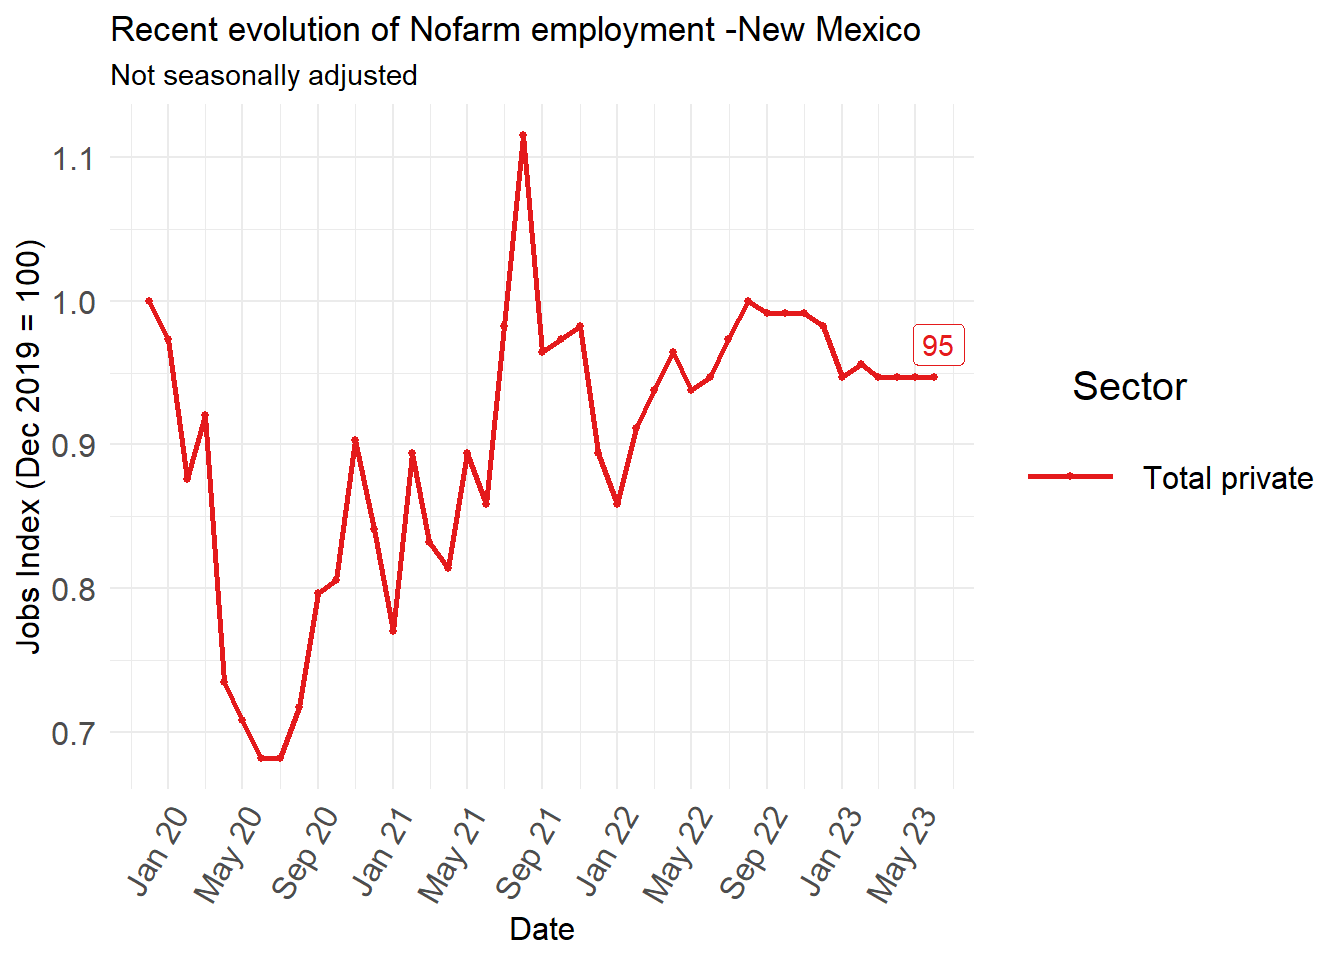 Recent evolution of Nofarm employment -New Mexico
Not seasonally adjusted
Jobs Index (Dec 2019 = 100)
1.1
1.0
0.9
0.8
0.7
95
Sector
Total private
Jan 20
May 20
Sep 20
Jan 21
May 21
Sep 21
Jan 22
May 22
Sep 22
Jan 23
May 23
Date